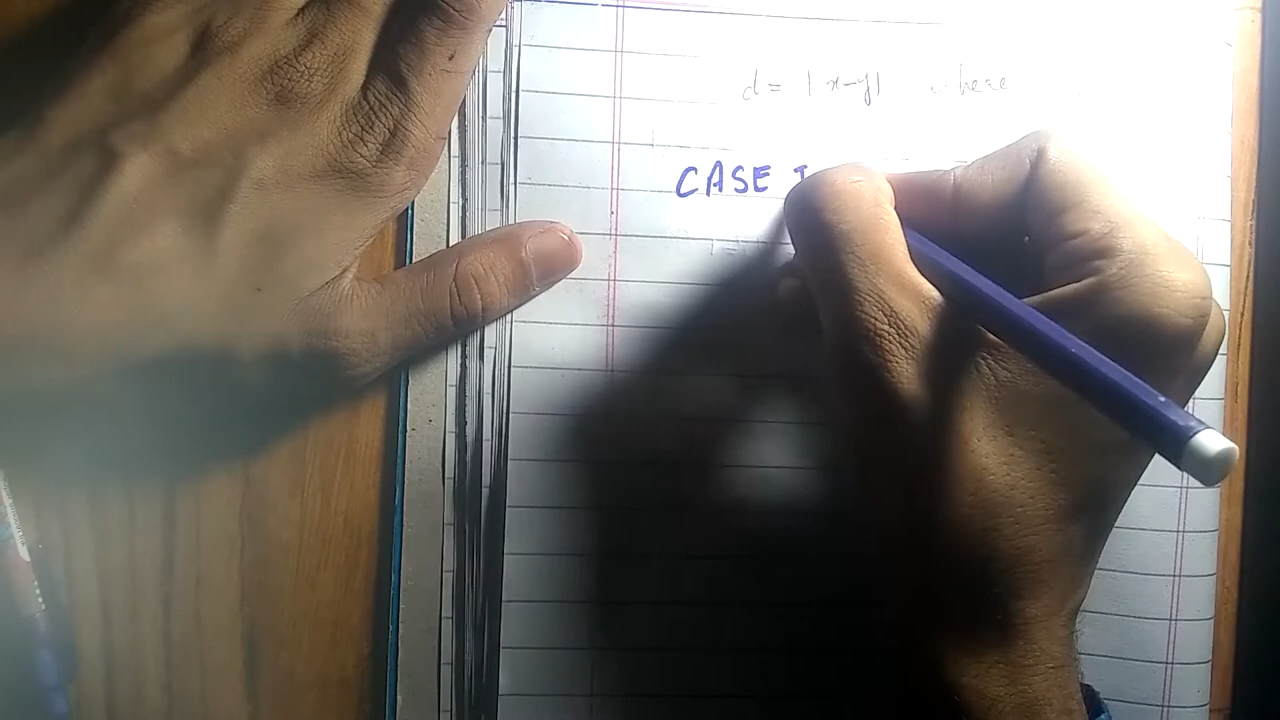 d = | x-y| where
CASE I